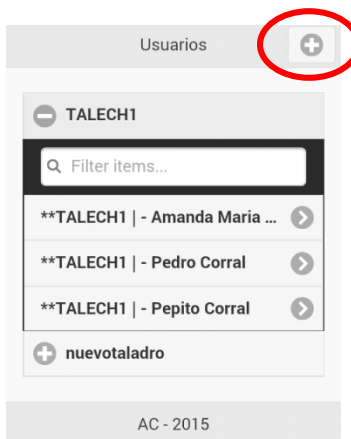 Usuarios
TALECH1
Filter items...
**TALECH1 | - Amanda Maria ...
**TALECH1 | - Pedro Corral
**TALECH1 | - Pepito Corral
nuevotaladro
AC - 2015